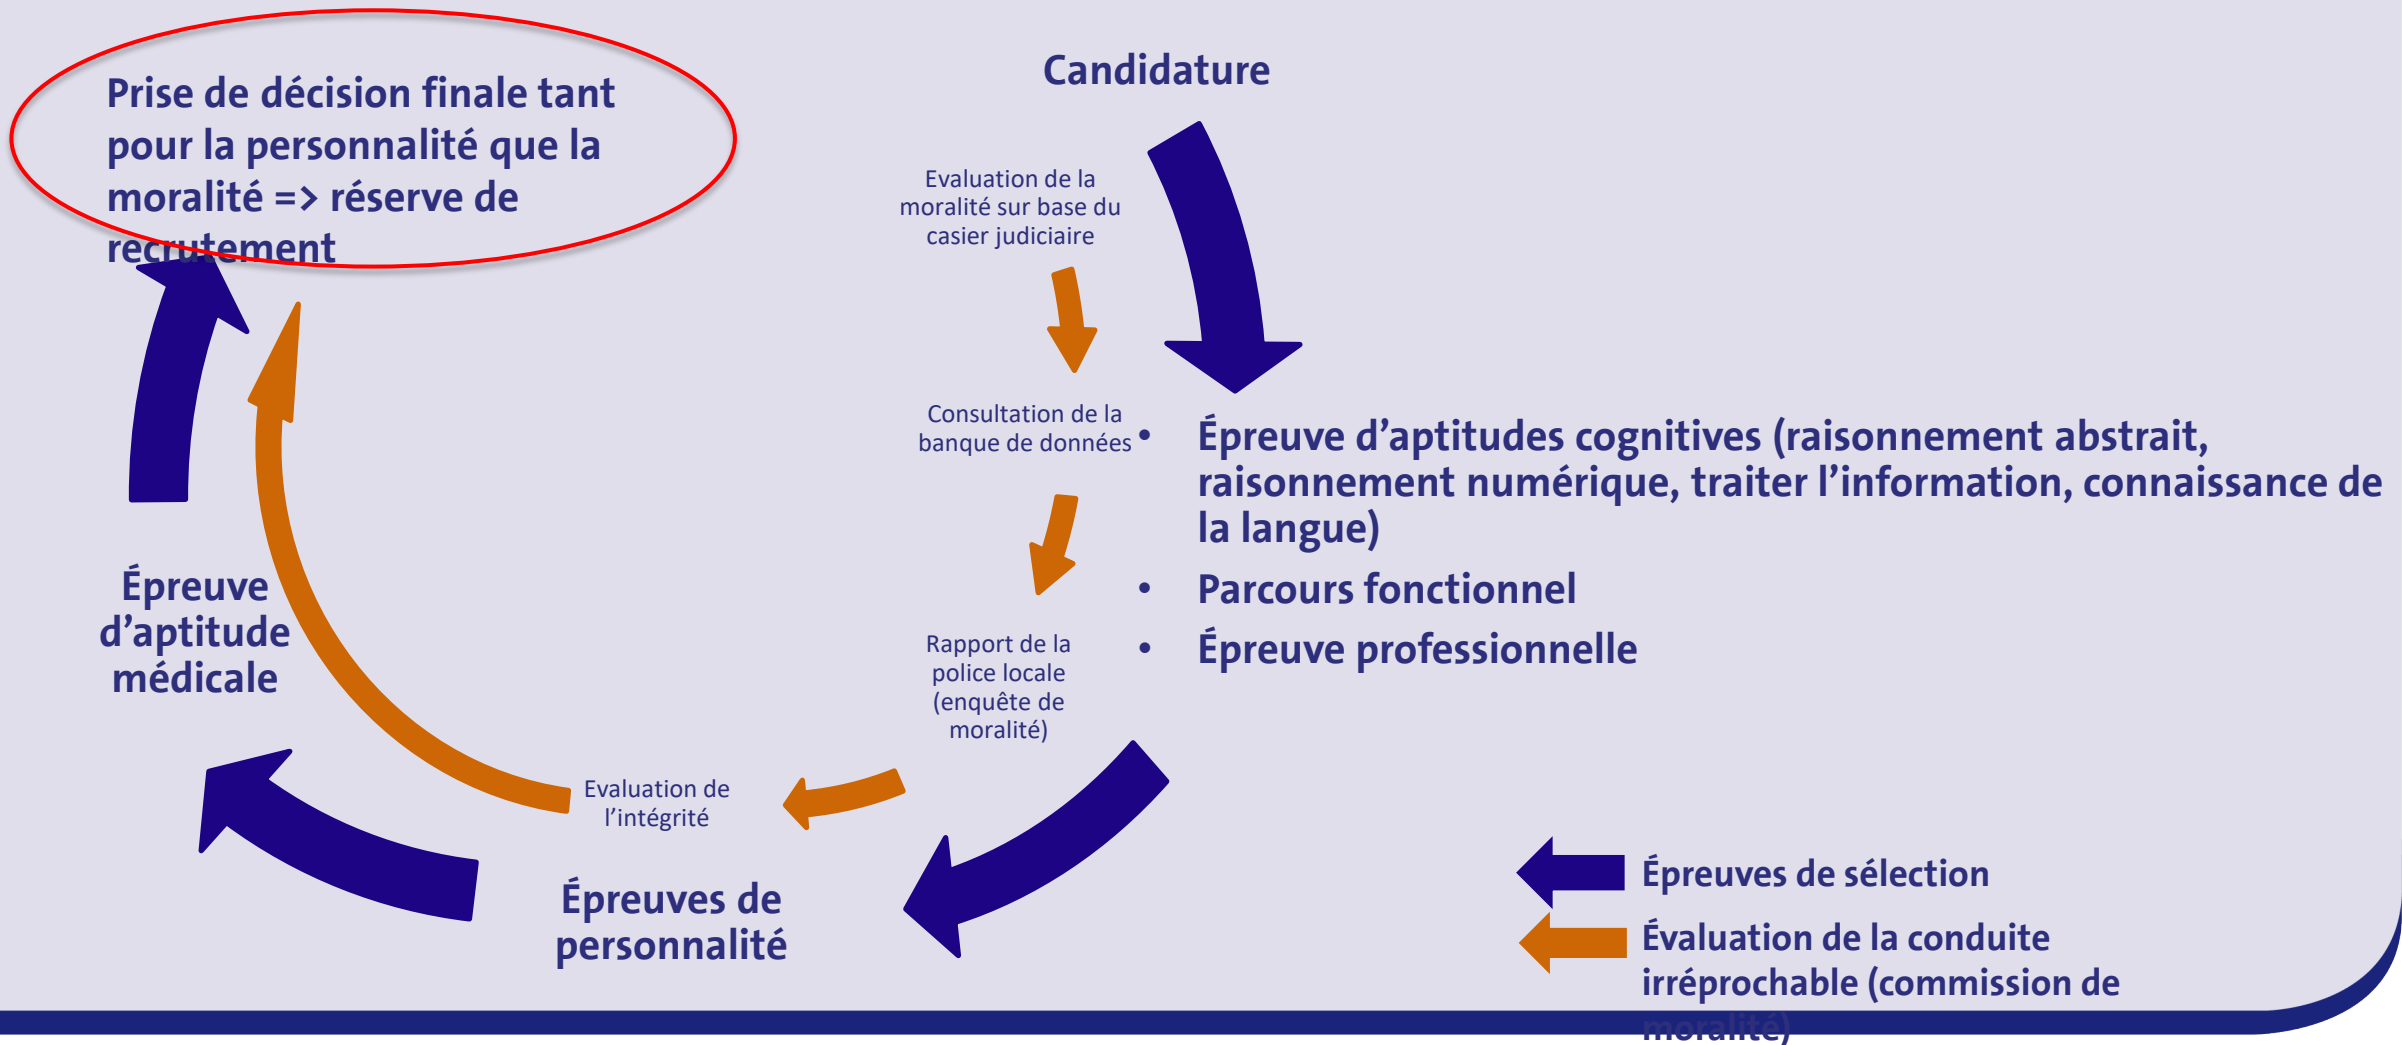 Prise de décision finale tant
pour la personnalité que la
moralité => réserve de
recrutement
Candidature
Evaluation de la
moralité sur base du
casier judiciaire
Consultation de la
banque de données
• Épreuve d’aptitudes cognitives (raisonnement abstrait,
raisonnement numérique, traiter l’information, connaissance de
la langue)
• Parcours fonctionnel
• Épreuve professionnelle
Rapport de la
police locale
(enquête de
moralité)
Evaluation de
l’intégrité
Épreuves de
personnalité
Épreuve
d’aptitude
médicale
Épreuves de sélection
Évaluation de la conduite
irréprochable (commission de
moralité)